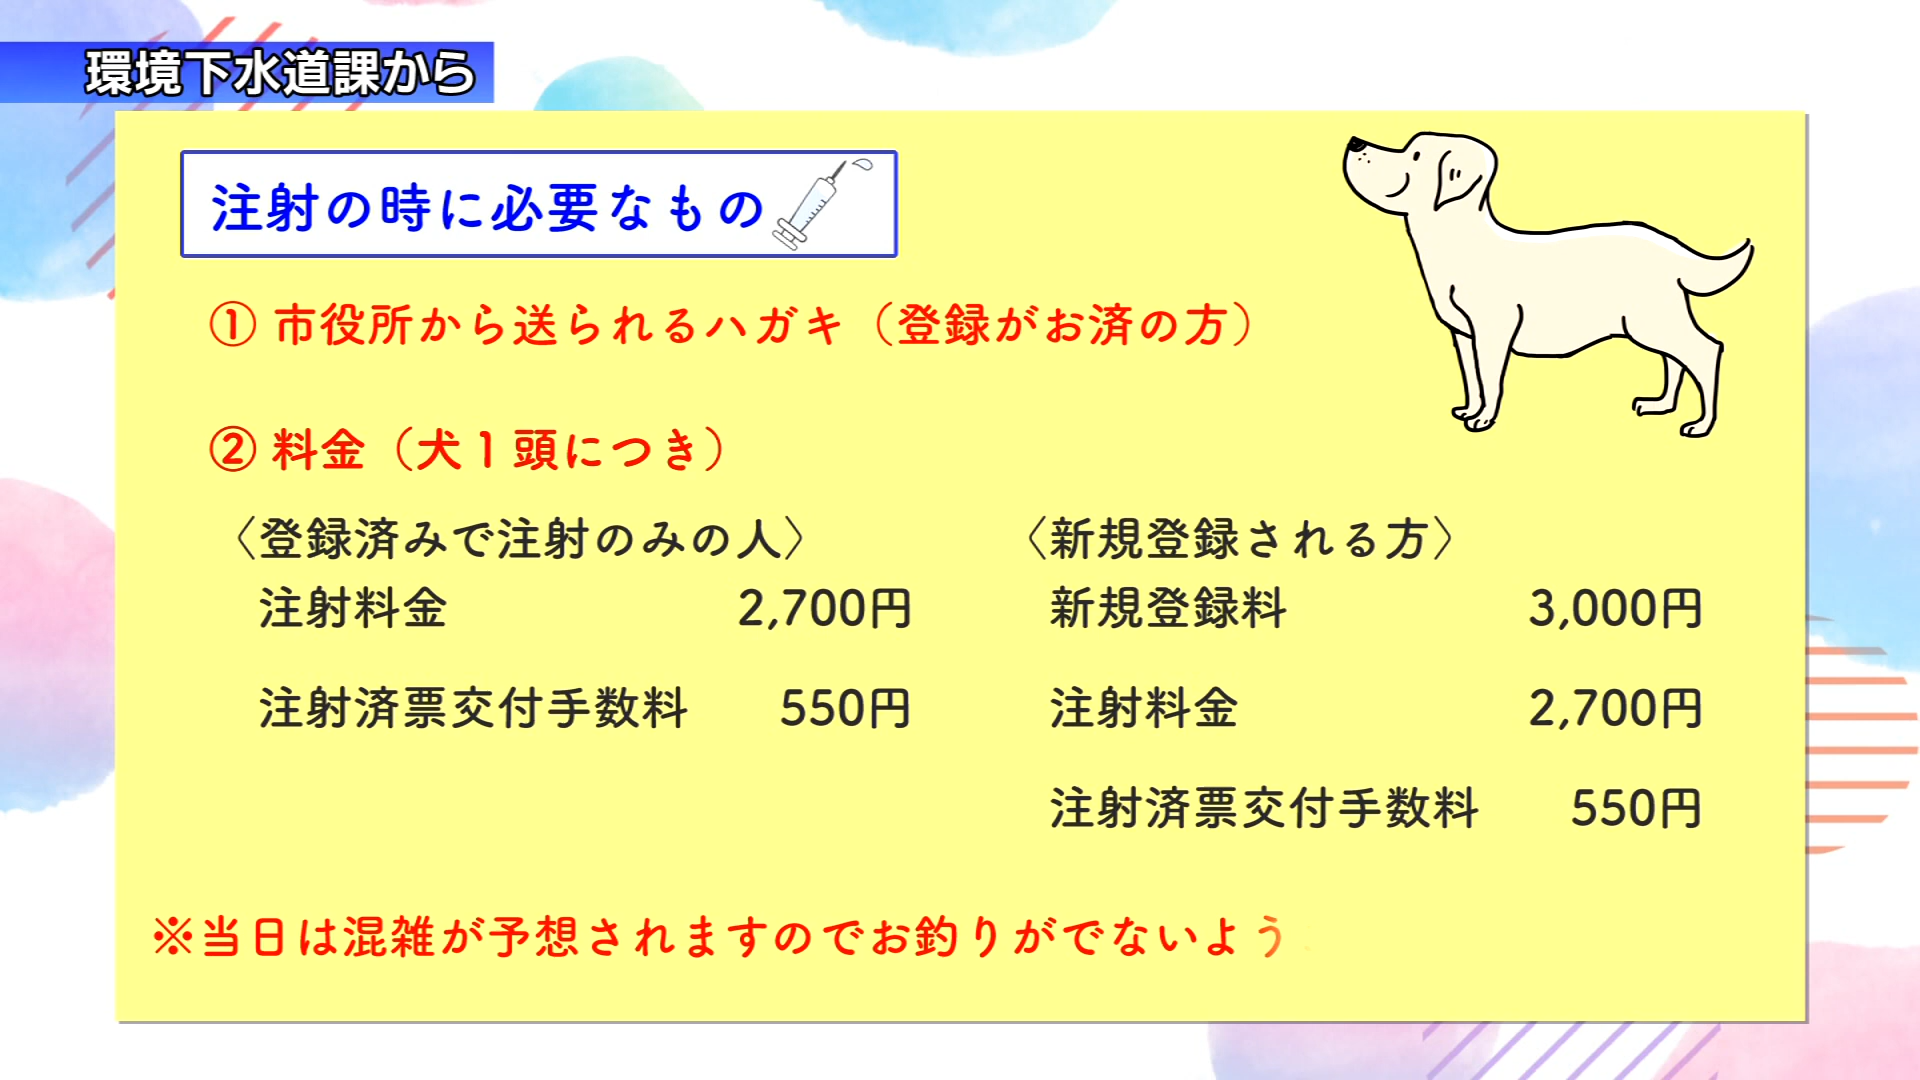 環境下水道課から
注射の時に必要なもの
① 市役所から送られるハガキ（登録がお済の方）
② 料金（犬１頭につき）
〈登録済みで注射のみの人〉
注射料金 2,700円
注射済票交付手数料 550円
〈新規登録される方〉
新規登録料 3,000円
注射料金 2,700円
注射済票交付手数料 550円
※当日は混雑が予想されますのでお釣りがでないよう